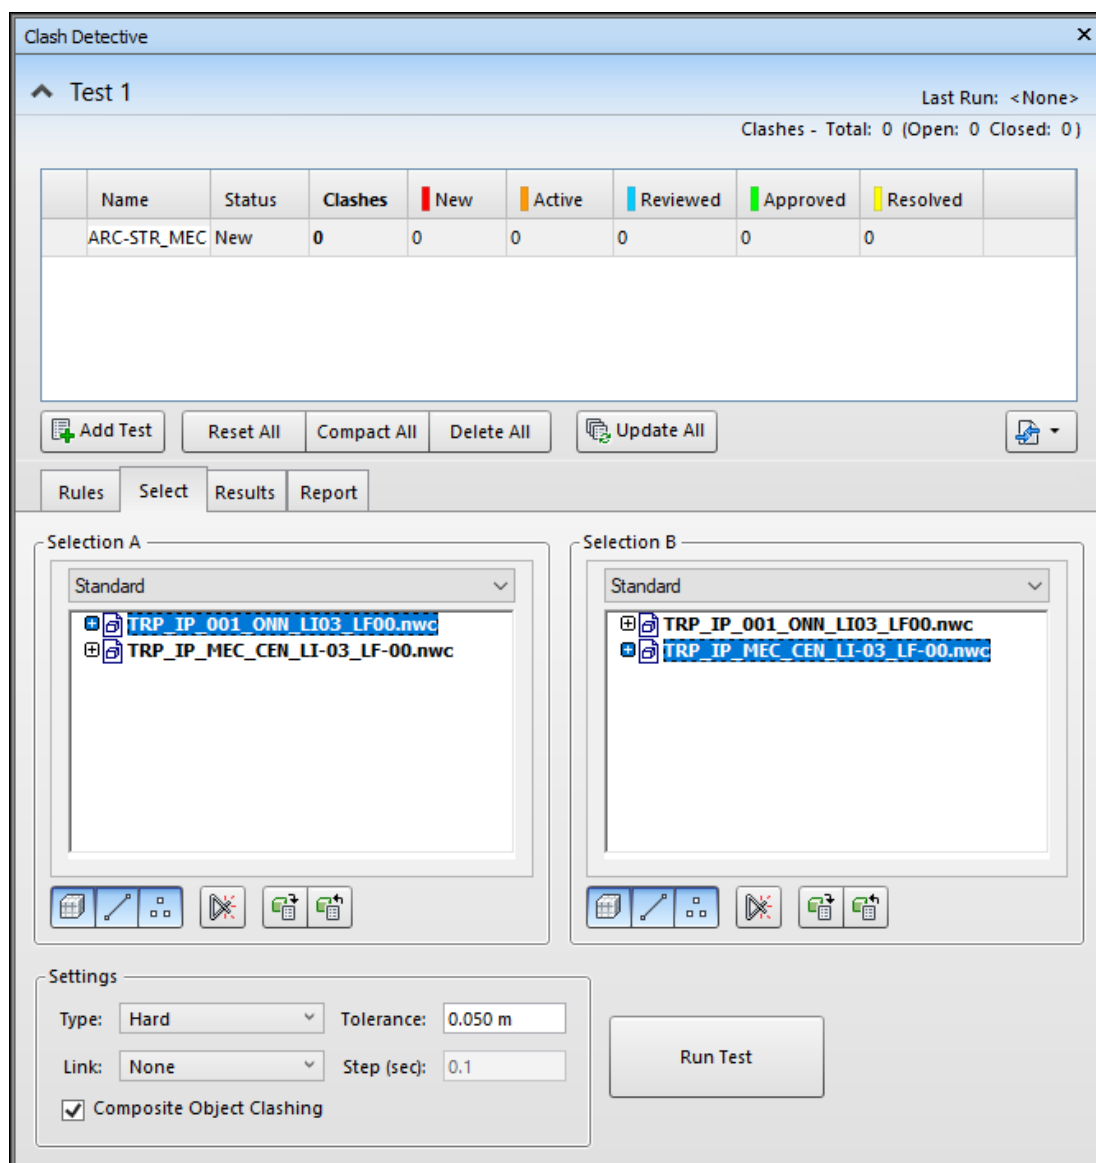 Clash Detective
Test 1
Last Run: <None>
Clashes - Total: 0 (Open: 0 Closed: 0)
Name Status Clashes New Active Reviewed Approved Resolved
ARC-STR_MEC New 0 0 0 0 0 0
Add Test Reset All Compact All Delete All Update All
Rules Select Results Report
Selection A Selection B
Standard Standard
TRP_IP_001_ONN_LI03_LF00.nwc TRP_IP_001_ONN_LI03_LF00.nwc
TRP_IP_MEC_CEN_LI-03_LF-00.nwc TRP_IP_MEC_CEN_LI-03_LF-00.nwc
Settings
Type: Hard Tolerance: 0.050 m
Run Test
Link: None Step (sec): 0.1
Composite Object Clashing